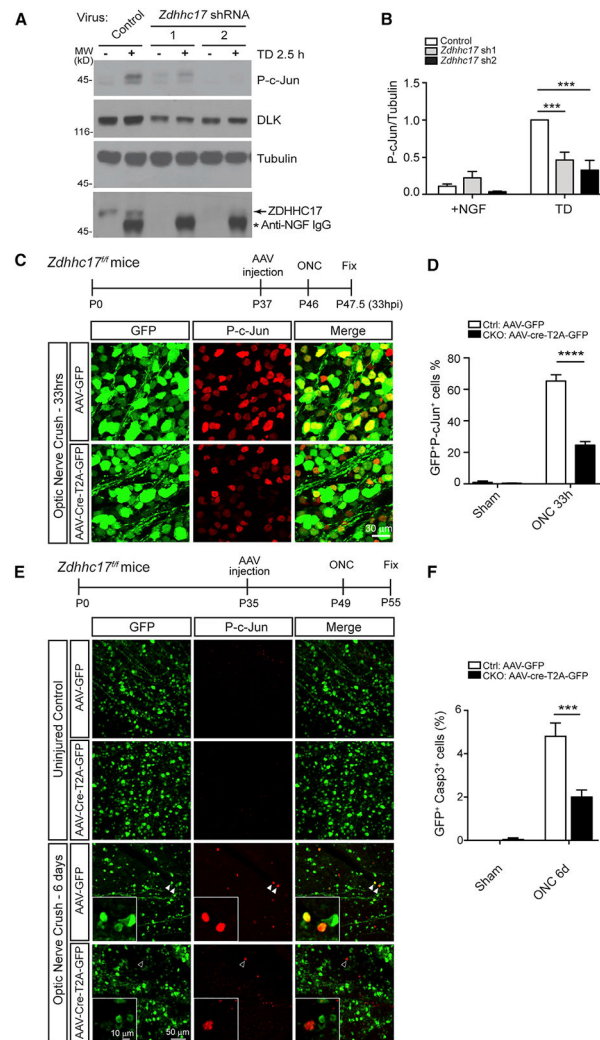 A
Virus:
Control
Zdhhc17 shRNA
1 2
MW
(kD)
- + - + - +
TD 2.5 h
45-
P-c-Jun
116-
DLK
Tubulin
45-
ZDHHC17
* Anti-NGF IgG
45-
B
Control
Zdhhc17 sh1
Zdhhc17 sh2
P-cJun/Tubulin
1.5
1.0
0.5
0.0
***
***
+NGF TD
C
Zdhhc17f/f mice
AAV
injection
ONC
Fix
P0 P37 P46 P47.5 (33hpi)
GFP P-c-Jun Merge
Optic Nerve Crush - 33hrs
AAV-GFP
AAV-Cre-T2A-GFP
30 μm
D
Ctrl: AAV-GFP
CKO: AAV-cre-T2A-GFP
GFP+P-cJun+ cells %
80
60
40
20
0
****
Sham
ONC 33h
E
Zdhhc17f/f mice
AAV
injection
ONC
Fix
P0 P35 P49 P55
GFP P-c-Jun Merge
Uninjured Control
AAV-GFP
AAV-Cre-T2A-GFP
Optic Nerve Crush - 6 days
AAV-GFP
AAV-Cre-T2A-GFP
10 μm 50 μm
F
Ctrl: AAV-GFP
CKO: AAV-cre-T2A-GFP
GFP+ Casp3+ cells (%)
6
4
2
0
***
Sham
ONC 6d